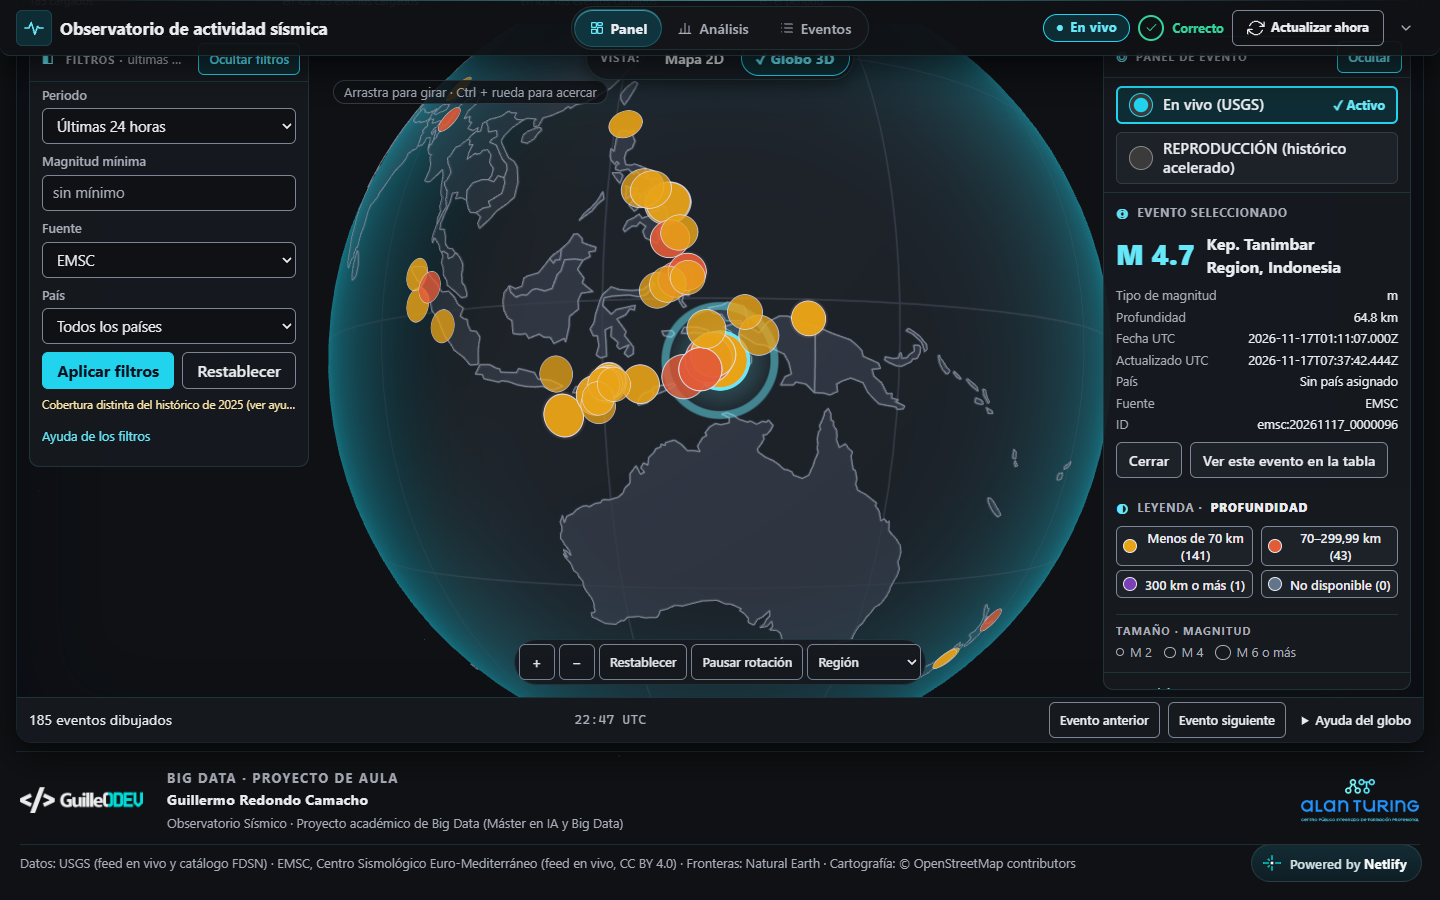 Observatorio de actividad sísmica
Panel
Análisis
Eventos
En vivo
Correcto
Actualizar ahora
FILTROS · últimas ...
Ocultar filtros
Periodo
Últimas 24 horas
Magnitud mínima
sin mínimo
Fuente
EMSC
País
Todos los países
Aplicar filtros
Restablecer
Cobertura distinta del histórico de 2025 (ver ayu...
Ayuda de los filtros
VISTA:
Mapa 2D
✓ Globo 3D
Arrastra para girar · Ctrl + rueda para acercar
+
−
Restablecer
Pausar rotación
Región
PANEL DE EVENTO
Ocultar
En vivo (USGS)
✓ Activo
REPRODUCCIÓN (histórico
acelerado)
EVENTO SELECCIONADO
M 4.7
Kep. Tanimbar
Region, Indonesia
Tipo de magnitud m
Profundidad 64.8 km
Fecha UTC 2026-11-17T01:11:07.000Z
Actualizado UTC 2026-11-17T07:37:42.444Z
País Sin país asignado
Fuente EMSC
ID emsc:20261117_0000096
Cerrar
Ver este evento en la tabla
LEYENDA · PROFUNDIDAD
Menos de 70 km
(141)
70–299,99 km
(43)
300 km o más (1)
No disponible (0)
TAMAÑO · MAGNITUD
M 2
M 4
M 6 o más
185 eventos dibujados
22:47 UTC
Evento anterior
Evento siguiente
Ayuda del globo
</> GuilleCODEV
BIG DATA · PROYECTO DE AULA
Guillermo Redondo Camacho
Observatorio Sísmico · Proyecto académico de Big Data (Máster en IA y Big Data)
ALAN TURING
Datos: USGS (feed en vivo y catálogo FDSN) · EMSC, Centro Sismológico Euro-Mediterráneo (feed en vivo, CC BY 4.0) · Fronteras: Natural Earth · Cartografía: © OpenStreetMap contributors
Powered by Netlify